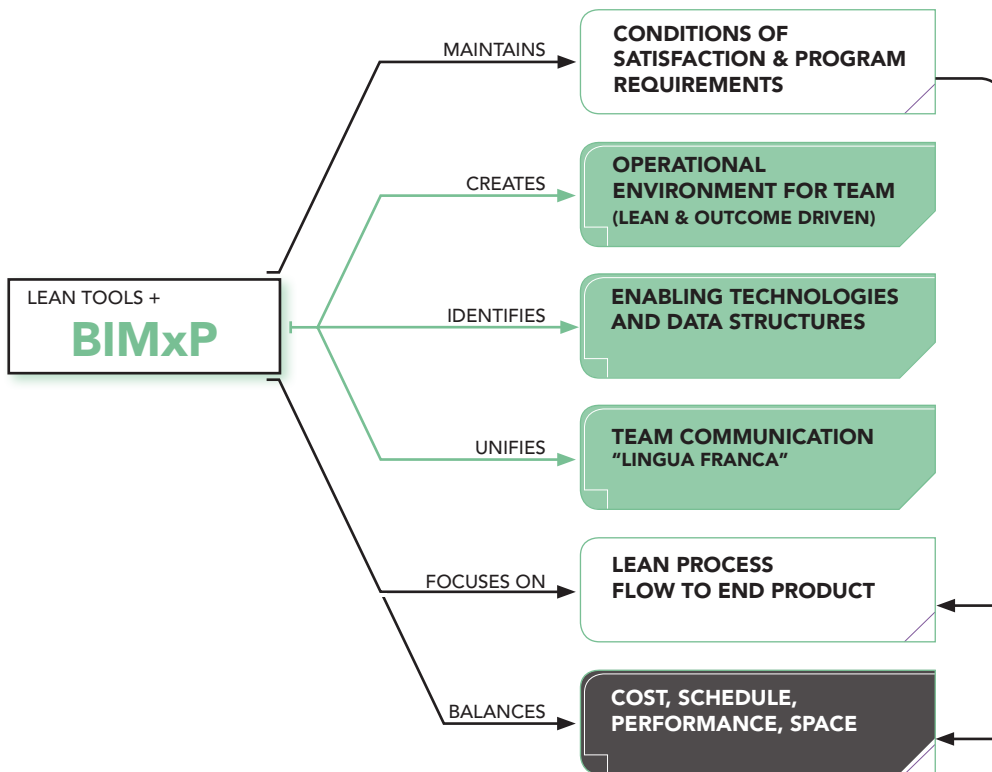 MAINTAINS
CONDITIONS OF
SATISFACTION & PROGRAM
REQUIREMENTS
CREATES
OPERATIONAL
ENVIRONMENT FOR TEAM
(LEAN & OUTCOME DRIVEN)
LEAN TOOLS +
BIMxP
IDENTIFIES
ENABLING TECHNOLOGIES
AND DATA STRUCTURES
UNIFIES
TEAM COMMUNICATION
“LINGUA FRANCA”
FOCUSES ON
LEAN PROCESS
FLOW TO END PRODUCT
BALANCES
COST, SCHEDULE,
PERFORMANCE, SPACE